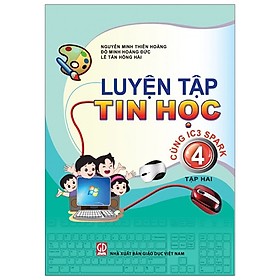 NGUYỄN MINH THIÊN HOÀNG
ĐỖ MINH HOÀNG ĐỨC
LÊ TẤN HỒNG HẢI
LUYỆN TẬP
TIN HỌC
CÙNG IC3 SPARK
4
TẬP HAI
NHÀ XUẤT BẢN GIÁO DỤC VIỆT NAM